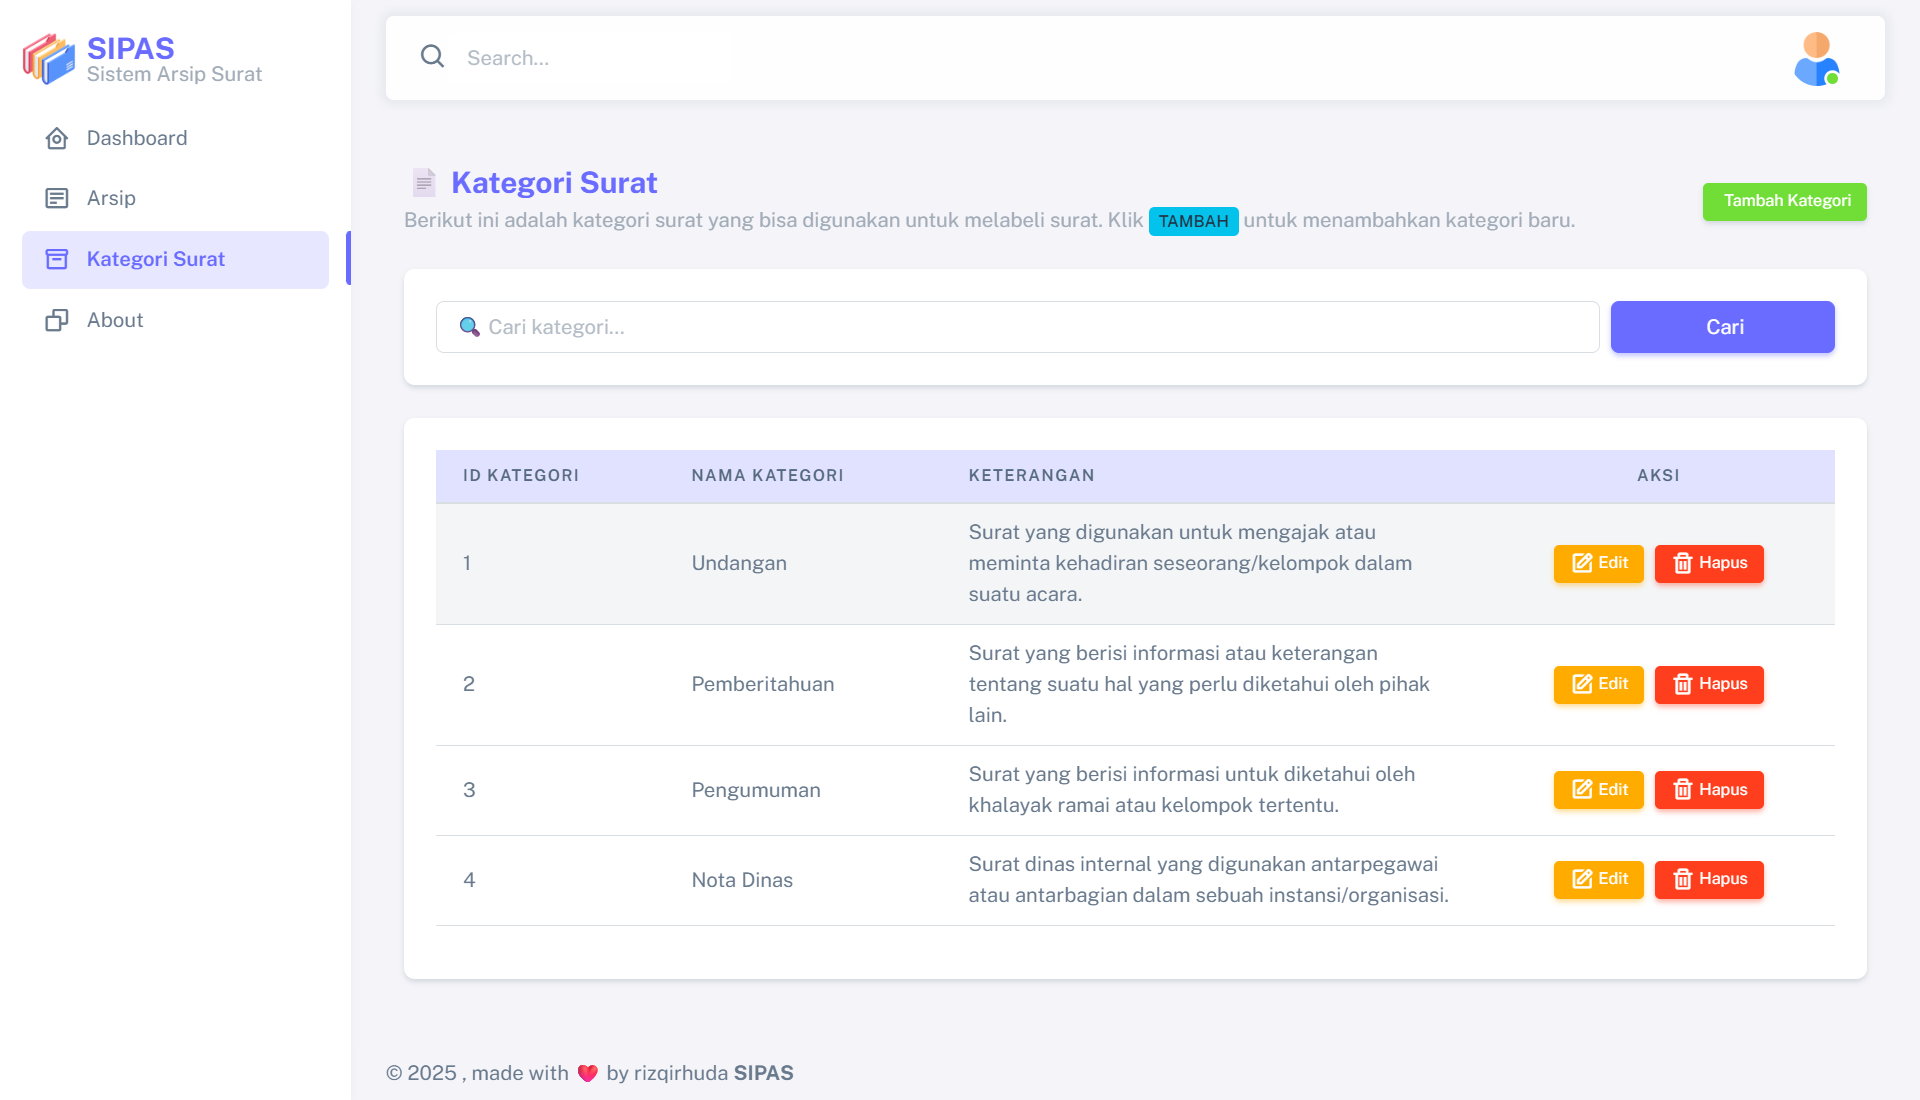 SIPAS
Sistem Arsip Surat
Dashboard
Arsip
Kategori Surat
About
Search...
Kategori Surat
Berikut ini adalah kategori surat yang bisa digunakan untuk melabeli surat. Klik TAMBAH untuk menambahkan kategori baru.
Tambah Kategori
Cari kategori...
Cari
ID KATEGORI NAMA KATEGORI KETERANGAN AKSI
1 Undangan Surat yang digunakan untuk mengajak atau
meminta kehadiran seseorang/kelompok dalam
suatu acara.
Edit Hapus
2 Pemberitahuan Surat yang berisi informasi atau keterangan
tentang suatu hal yang perlu diketahui oleh pihak
lain.
Edit Hapus
3 Pengumuman Surat yang berisi informasi untuk diketahui oleh
khalayak ramai atau kelompok tertentu.
Edit Hapus
4 Nota Dinas Surat dinas internal yang digunakan antarpegawai
atau antarbagian dalam sebuah instansi/organisasi.
Edit Hapus
© 2025 , made with ❤️ by rizqirhuda SIPAS